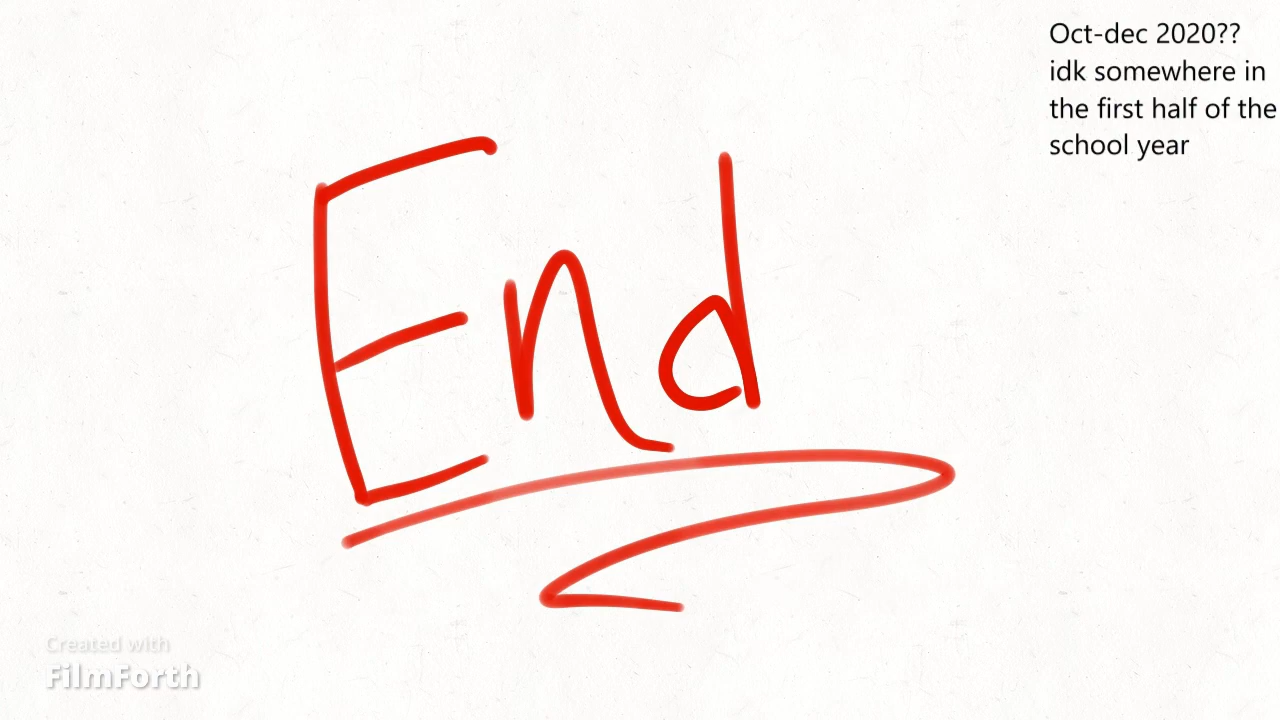 Oct-dec 2020??
idk somewhere in
the first half of the
school year
End
Created with
FilmForth